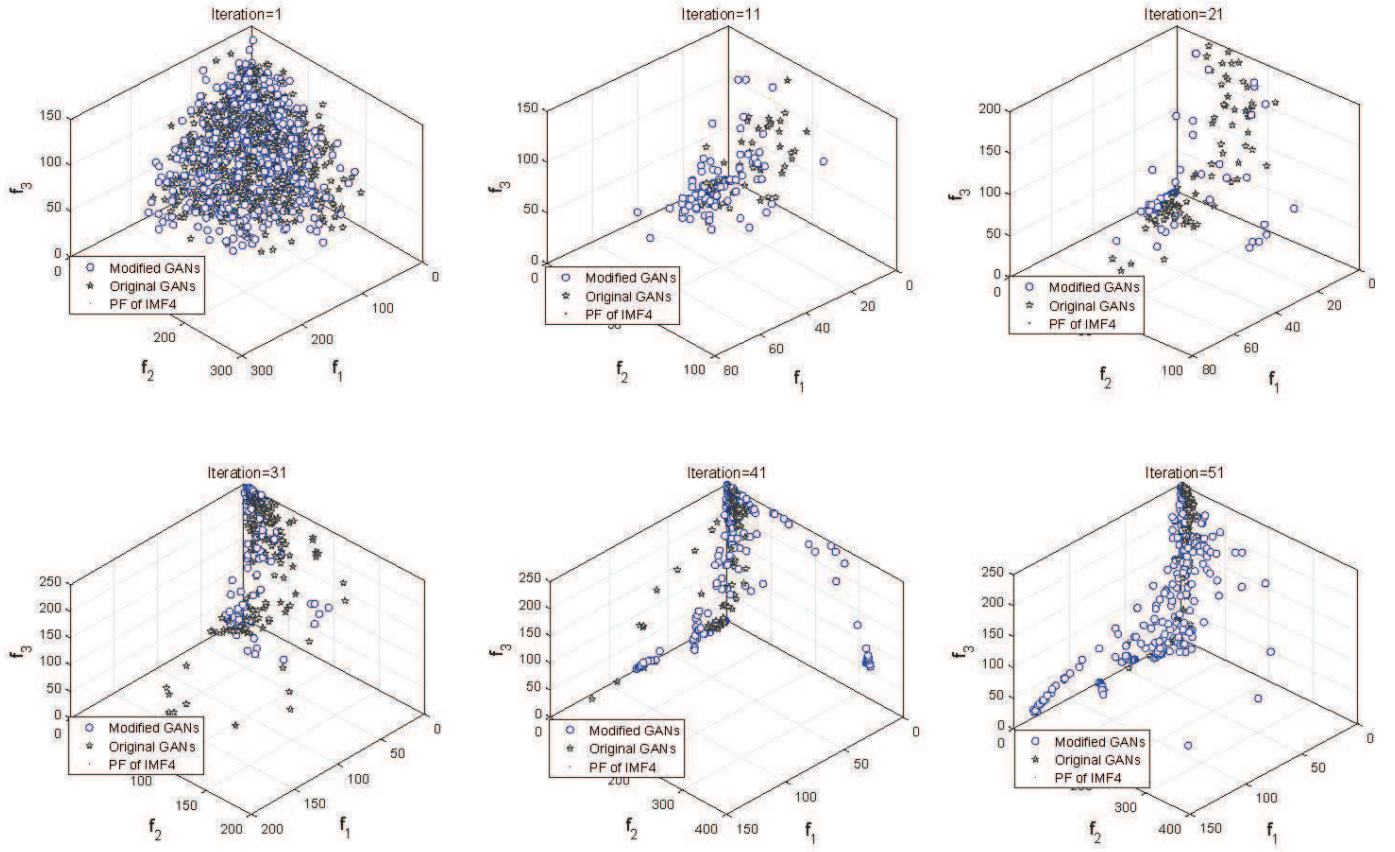 Iteration=1
150
100
50
0
f3
0
200
300
f2
300
200
100
0
f1
Modified GANs
Original GANs
PF of IMF4
Iteration=11
150
100
50
0
f3
0
100
f2
80
60
40
20
0
f1
Modified GANs
Original GANs
PF of IMF4
Iteration=21
200
150
100
50
0
f3
0
100
f2
80
60
40
20
0
f1
Modified GANs
Original GANs
PF of IMF4
Iteration=31
250
200
150
100
50
0
f3
0
100
150
200
f2
200
150
100
50
0
f1
Modified GANs
Original GANs
PF of IMF4
Iteration=41
250
200
150
100
50
0
f3
0
200
300
400
f2
150
100
50
0
f1
Modified GANs
Original GANs
PF of IMF4
Iteration=51
250
200
150
100
50
0
f3
0
300
400
f2
150
100
50
0
f1
Modified GANs
Original GANs
PF of IMF4